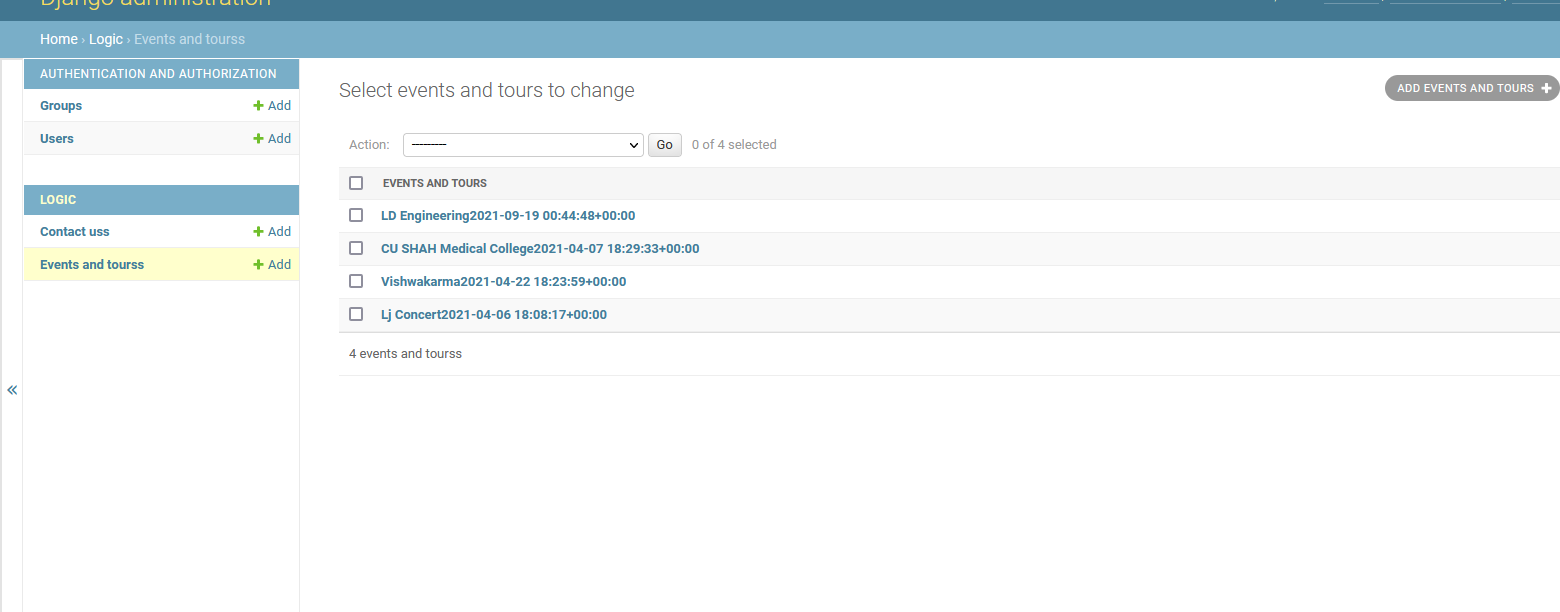 Django administration
Home › Logic › Events and tourss
AUTHENTICATION AND AUTHORIZATION
Groups + Add
Users + Add
LOGIC
Contact uss + Add
Events and tourss + Add
«
Select events and tours to change
ADD EVENTS AND TOURS +
Action: --------- Go 0 of 4 selected
EVENTS AND TOURS
LD Engineering2021-09-19 00:44:48+00:00
CU SHAH Medical College2021-04-07 18:29:33+00:00
Vishwakarma2021-04-22 18:23:59+00:00
Lj Concert2021-04-06 18:08:17+00:00
4 events and tourss